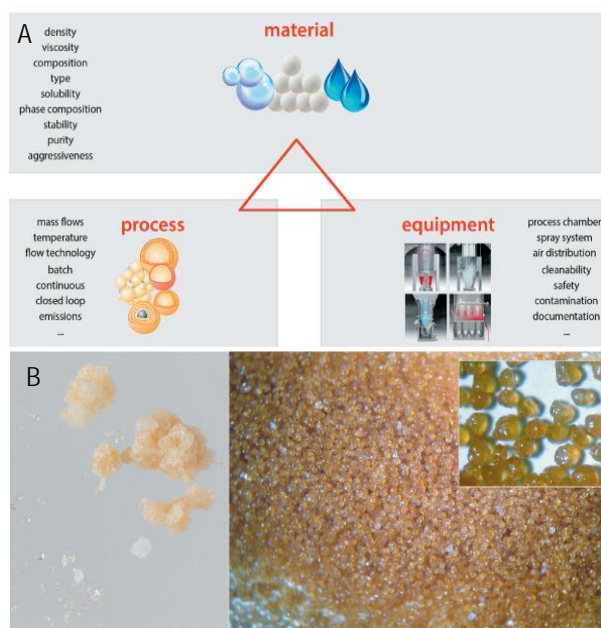 A
material
density
viscosity
composition
type
solubility
phase composition
stability
purity
aggressiveness
process
mass flows
temperature
flow technology
batch
continuous
closed loop
emissions
...
equipment
process chamber
spray system
air distribution
cleanability
safety
contamination
documentation
...
B